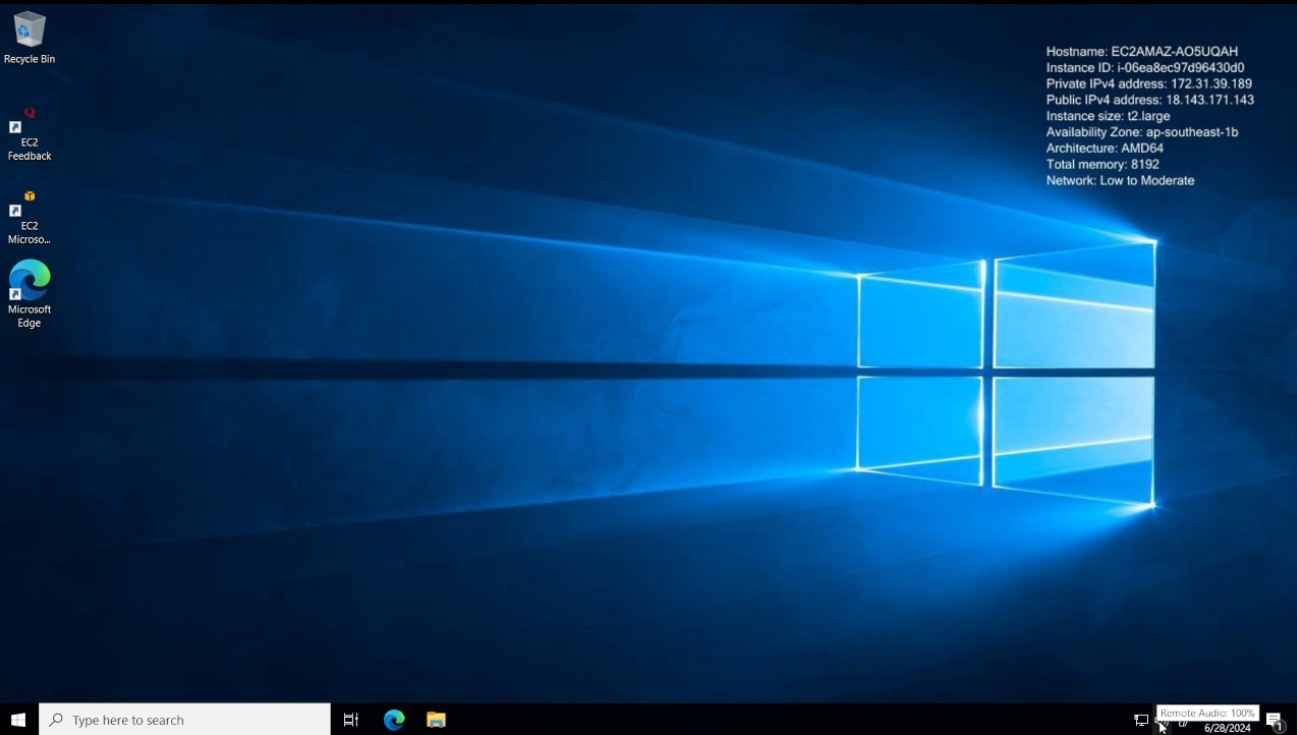 Recycle Bin
EC2
Feedback
EC2
Microso...
Microsoft
Edge
Hostname: EC2AMAZ-AO5UQAH
Instance ID: i-06ea8ec97d96430d0
Private IPv4 address: 172.31.39.189
Public IPv4 address: 18.143.171.143
Instance size: t2.large
Availability Zone: ap-southeast-1b
Architecture: AMD64
Total memory: 8192
Network: Low to Moderate
Type here to search
Remote Audio: 100%
6/28/2024
1